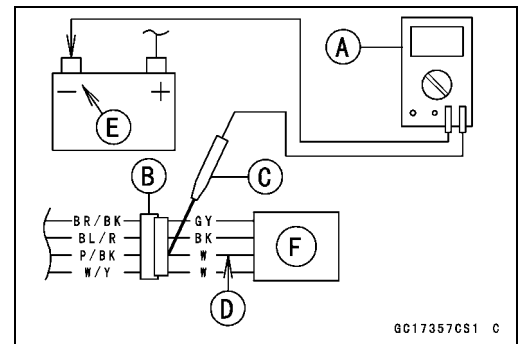 A
E
− +
B
C
BR/BK GY
BL/R BK
P/BK W
W/Y W
F
D
GC17357CS1 C